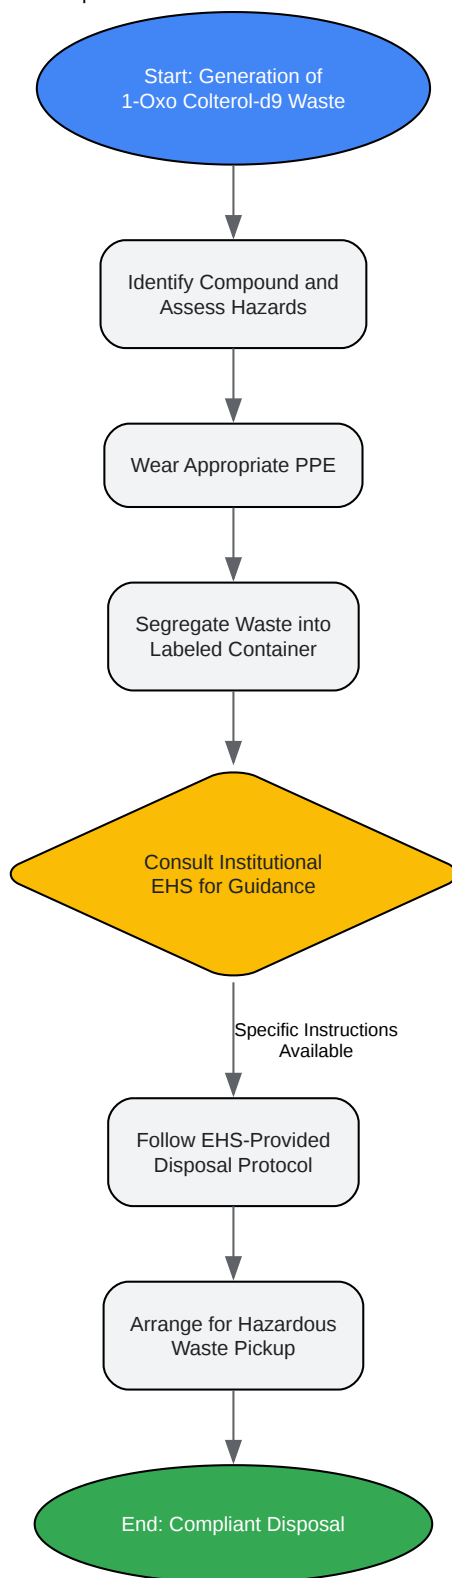 Start: Generation of
1-Oxo Colterol-d9 Waste
Identify Compound and
Assess Hazards
Wear Appropriate PPE
Segregate Waste into
Labeled Container
Consult Institutional
EHS for Guidance
Specific Instructions
Available
Follow EHS-Provided
Disposal Protocol
Arrange for Hazardous
Waste Pickup
End: Compliant Disposal